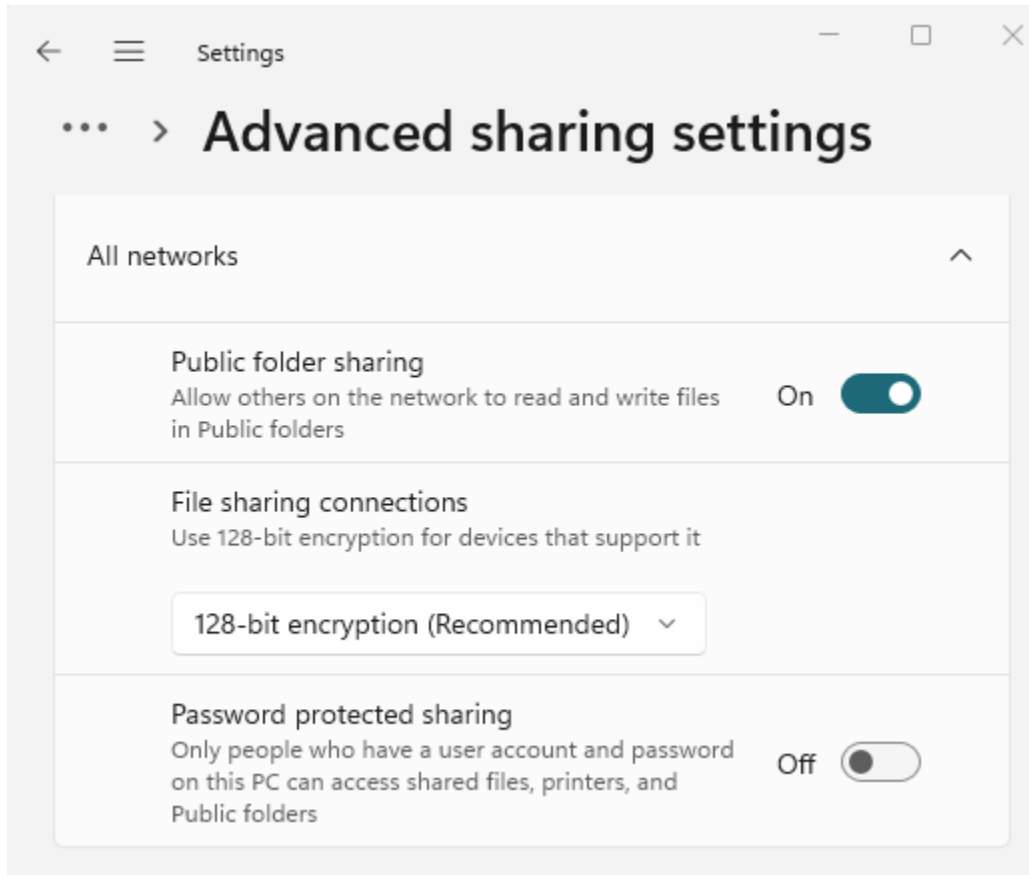 Settings
... > Advanced sharing settings
All networks
Public folder sharing
Allow others on the network to read and write files
in Public folders
On
File sharing connections
Use 128-bit encryption for devices that support it
128-bit encryption (Recommended)
Password protected sharing
Only people who have a user account and password
on this PC can access shared files, printers, and
Public folders
Off